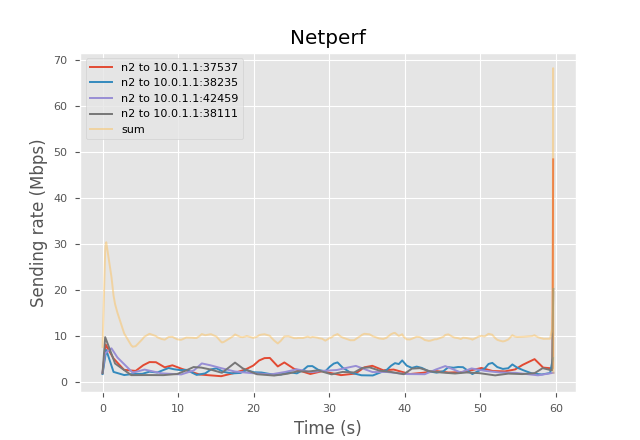 Netperf
n2 to 10.0.1.1:37537
n2 to 10.0.1.1:38235
n2 to 10.0.1.1:42459
n2 to 10.0.1.1:38111
sum
Sending rate (Mbps)
70
60
50
40
30
20
10
0
0 10 20 30 40 50 60
Time (s)